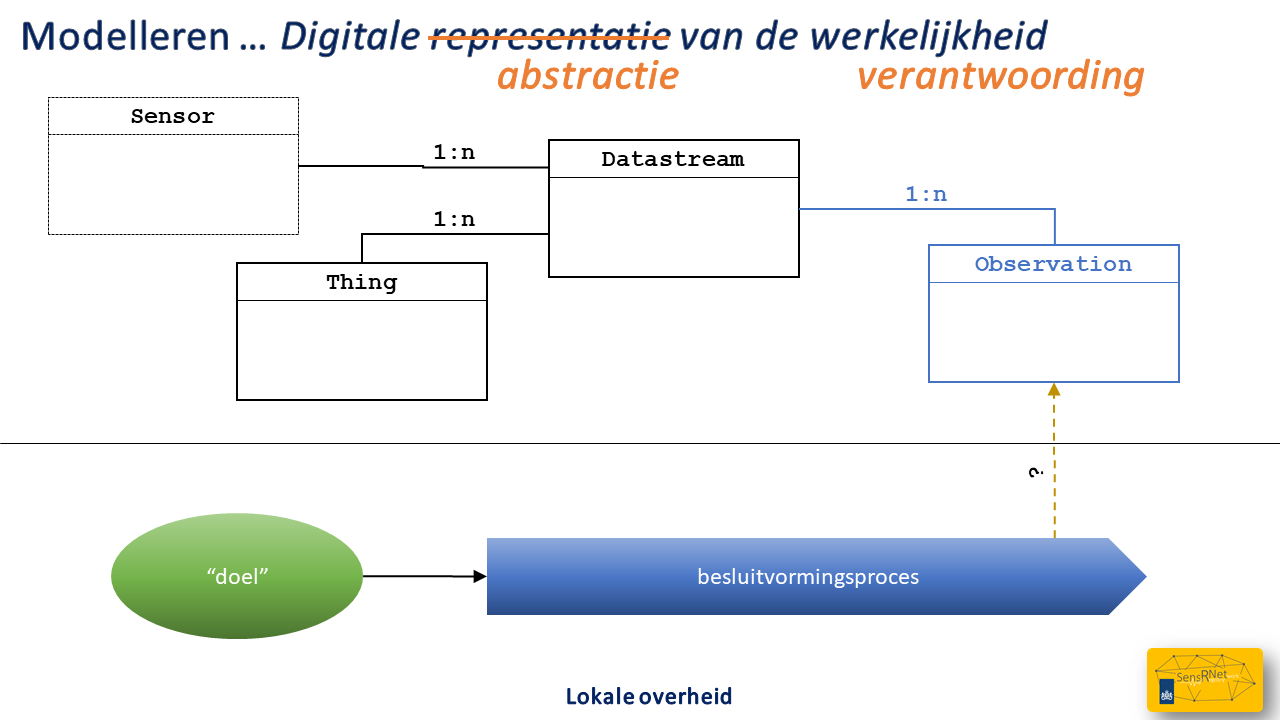 Modelleren ... Digitale representatie van de werkelijkheid
abstractie verantwoording
Sensor
1:n
Datastream
1:n
1:n
Thing
Observation
?
“doel”
besluitvormingsproces
SensRNet
Lokale overheid